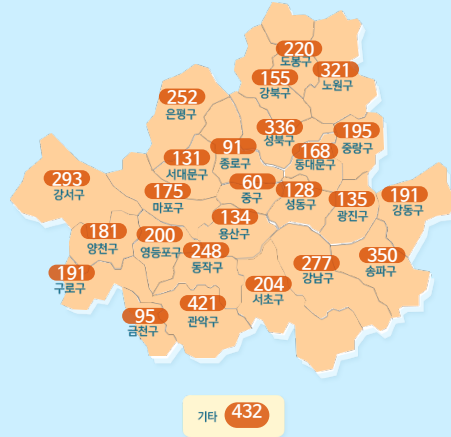 220
도봉구
321
노원구
155
강북구
252
은평구
336
성북구
195
중랑구
91
종로구
168
동대문구
131
서대문구
293
강서구
175
마포구
60
중구
128
성동구
135
광진구
191
강동구
134
용산구
181
양천구
200
영등포구
248
동작구
350
송파구
277
강남구
191
구로구
204
서초구
421
관악구
95
금천구
기타 432